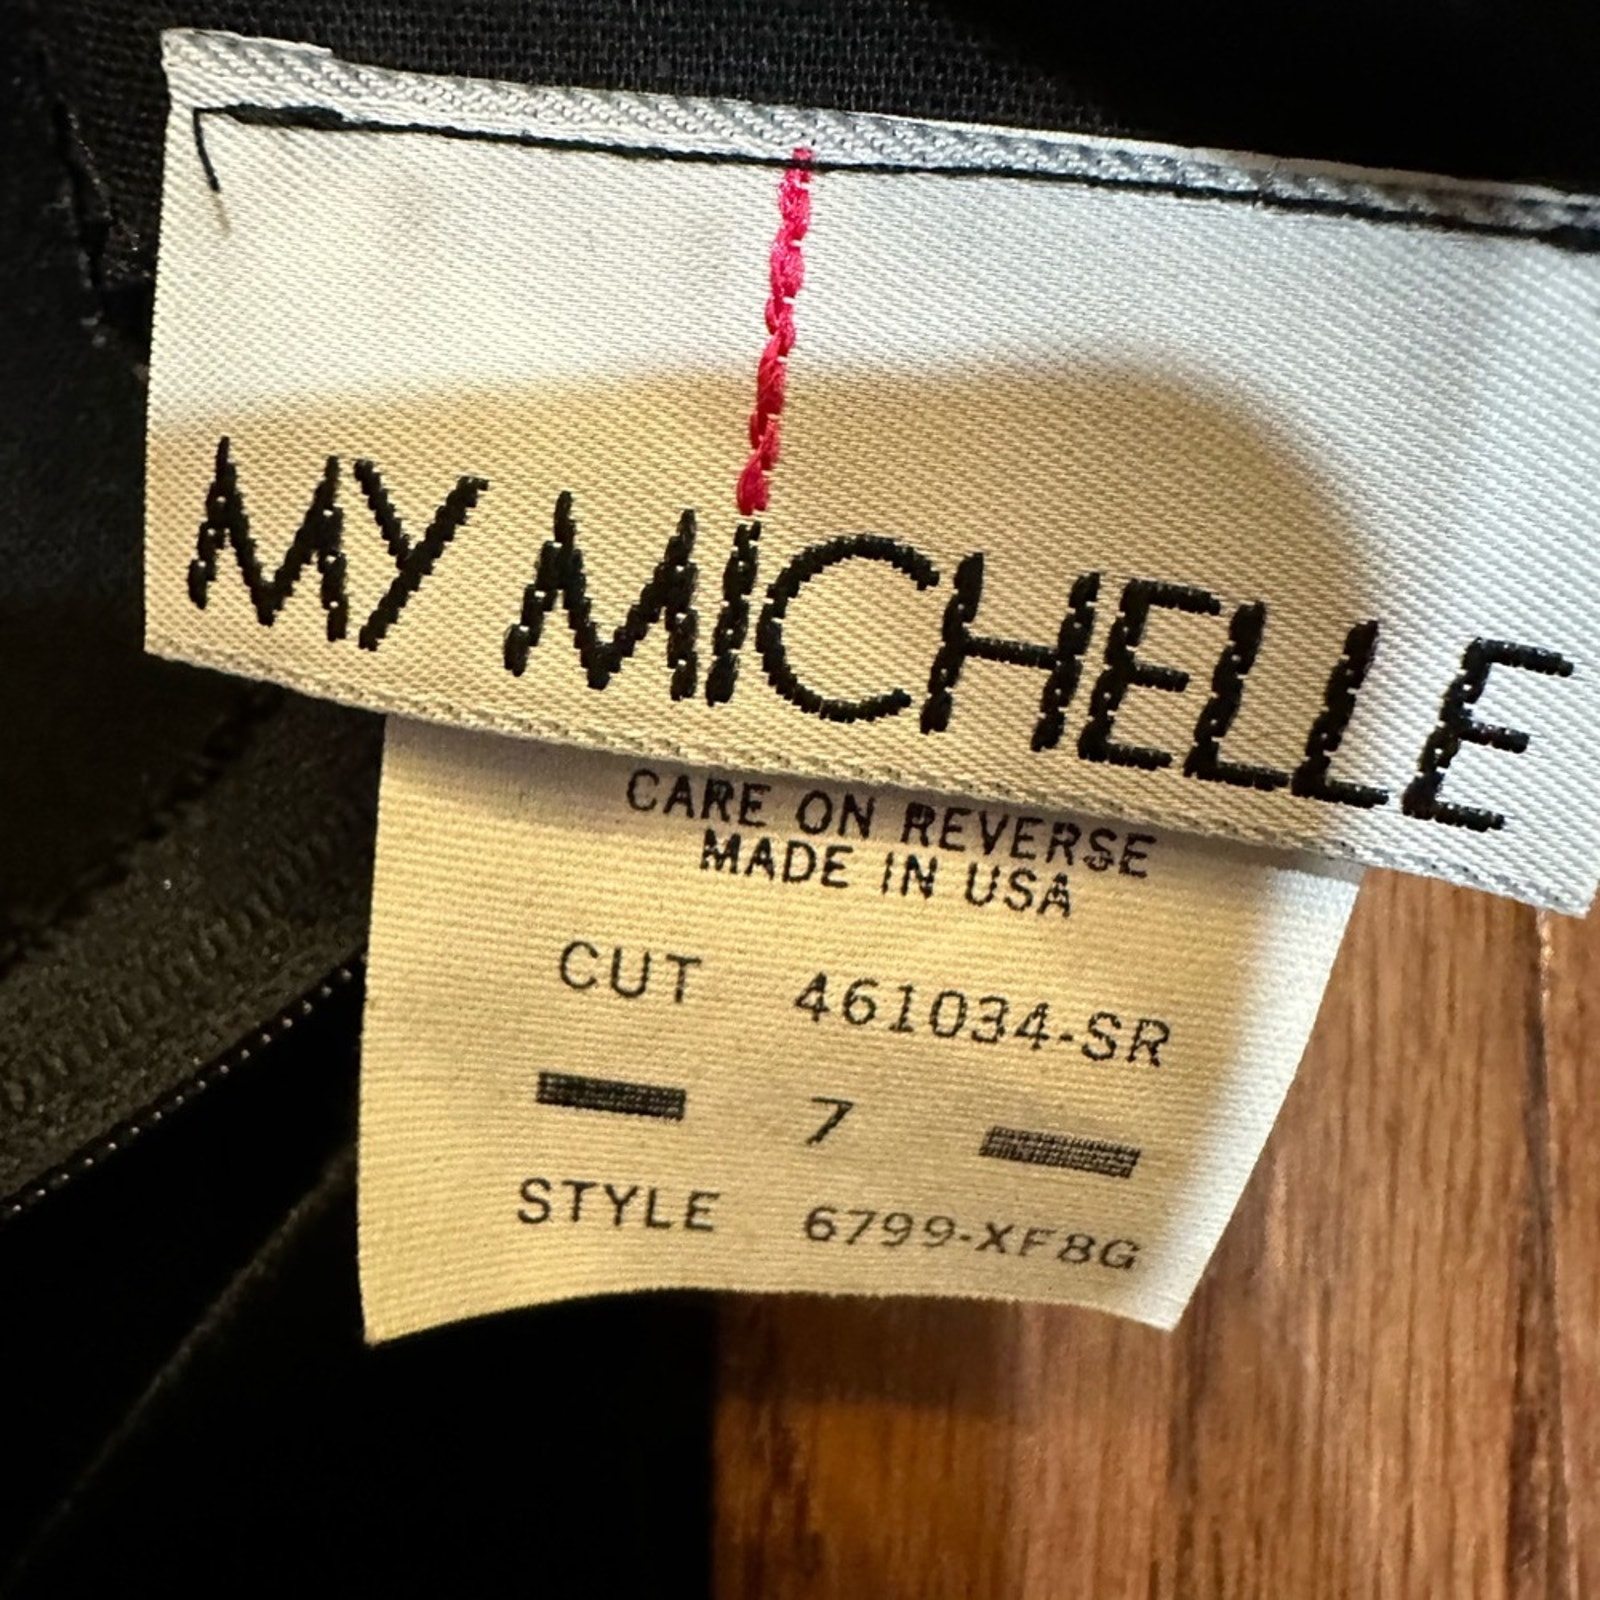 MY MICHELLE
CARE ON REVERSE
MADE IN USA
CUT 461034-SR
7
STYLE 6799-XF8G